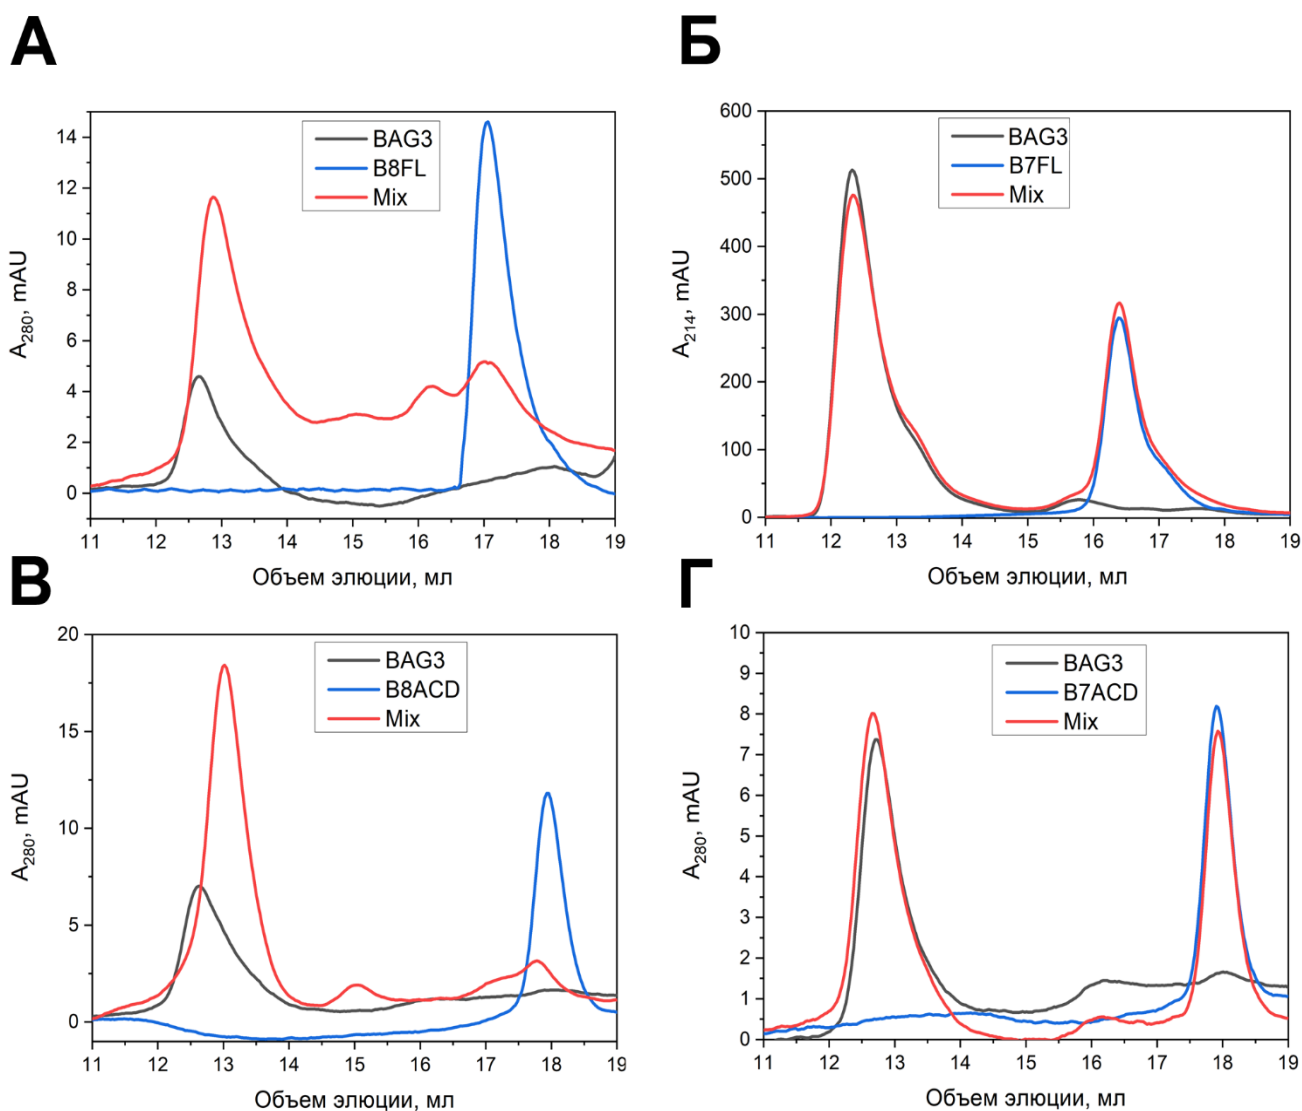 А
A280, mAU
14
12
10
8
6
4
2
0
BAG3
B8FL
Mix
11 12 13 14 15 16 17 18 19
Объем элюции, мл
Б
A214, mAU
600
500
400
300
200
100
0
BAG3
B7FL
Mix
11 12 13 14 15 16 17 18 19
Объем элюции, мл
В
A280, mAU
20
15
10
5
0
BAG3
B8ACD
Mix
11 12 13 14 15 16 17 18 19
Объем элюции, мл
Г
A280, mAU
10
9
8
7
6
5
4
3
2
1
0
BAG3
B7ACD
Mix
11 12 13 14 15 16 17 18 19
Объем элюции, мл